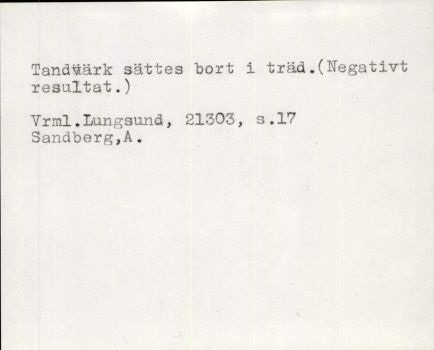 Tandvärk sättes bort i träd.(Negativt
resultat.)
Vrml.Lungsund, 21303, s.17
Sandberg,A.